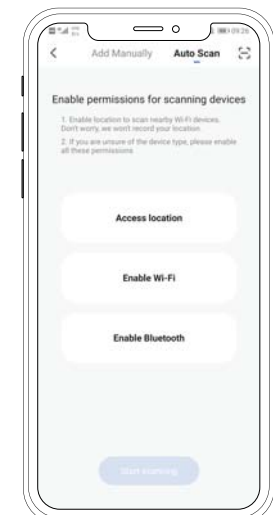 09:26
Add Manually Auto Scan
Enable permissions for scanning devices
1. Enable location to scan nearby Wi-Fi devices.
Don't worry, we won't record your location.
2. If you are unsure of the device type, please enable
all these permissions
Access location
Enable Wi-Fi
Enable Bluetooth
Start scanning